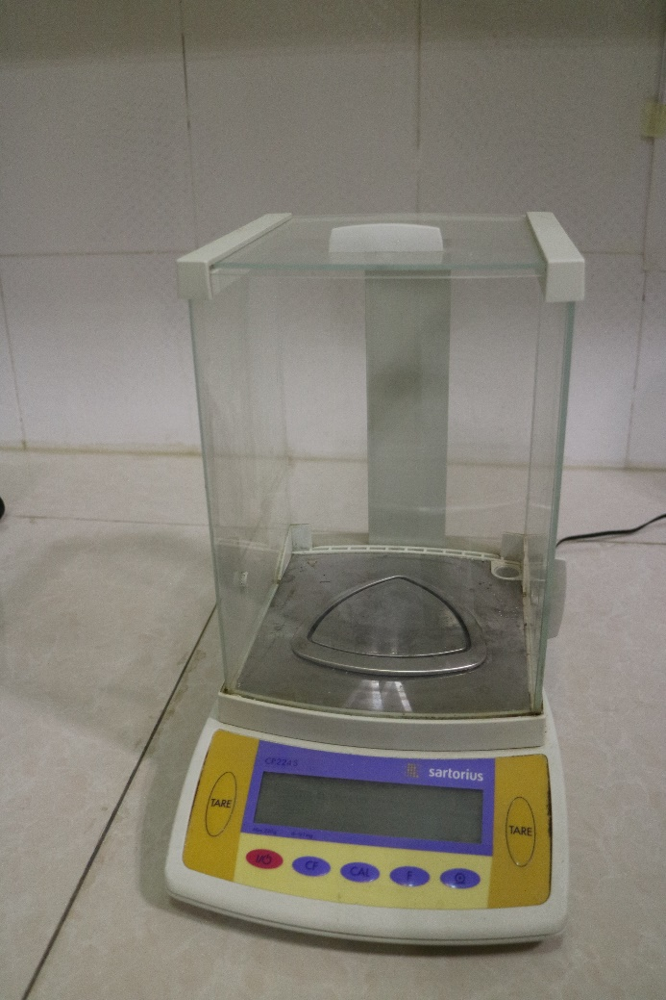 CP224S
sartorius
TARE
TARE
I/O
CF
CAL
F